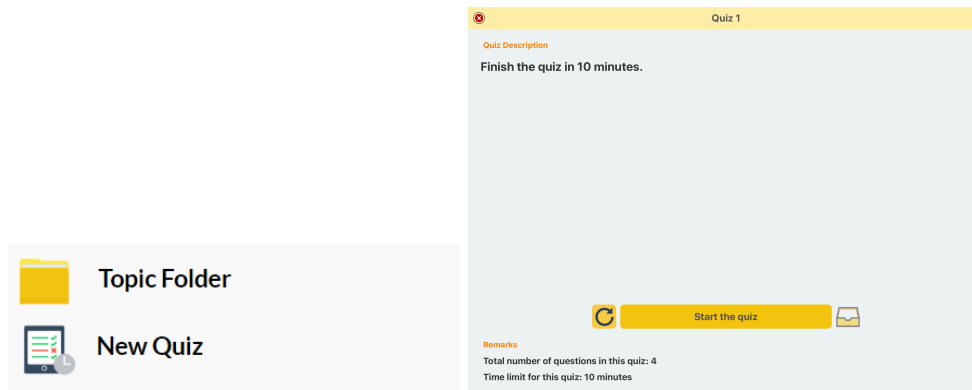 Topic Folder
New Quiz
Quiz 1
Quiz Description
Finish the quiz in 10 minutes.
Start the quiz
Remarks
Total number of questions in this quiz: 4
Time limit for this quiz: 10 minutes